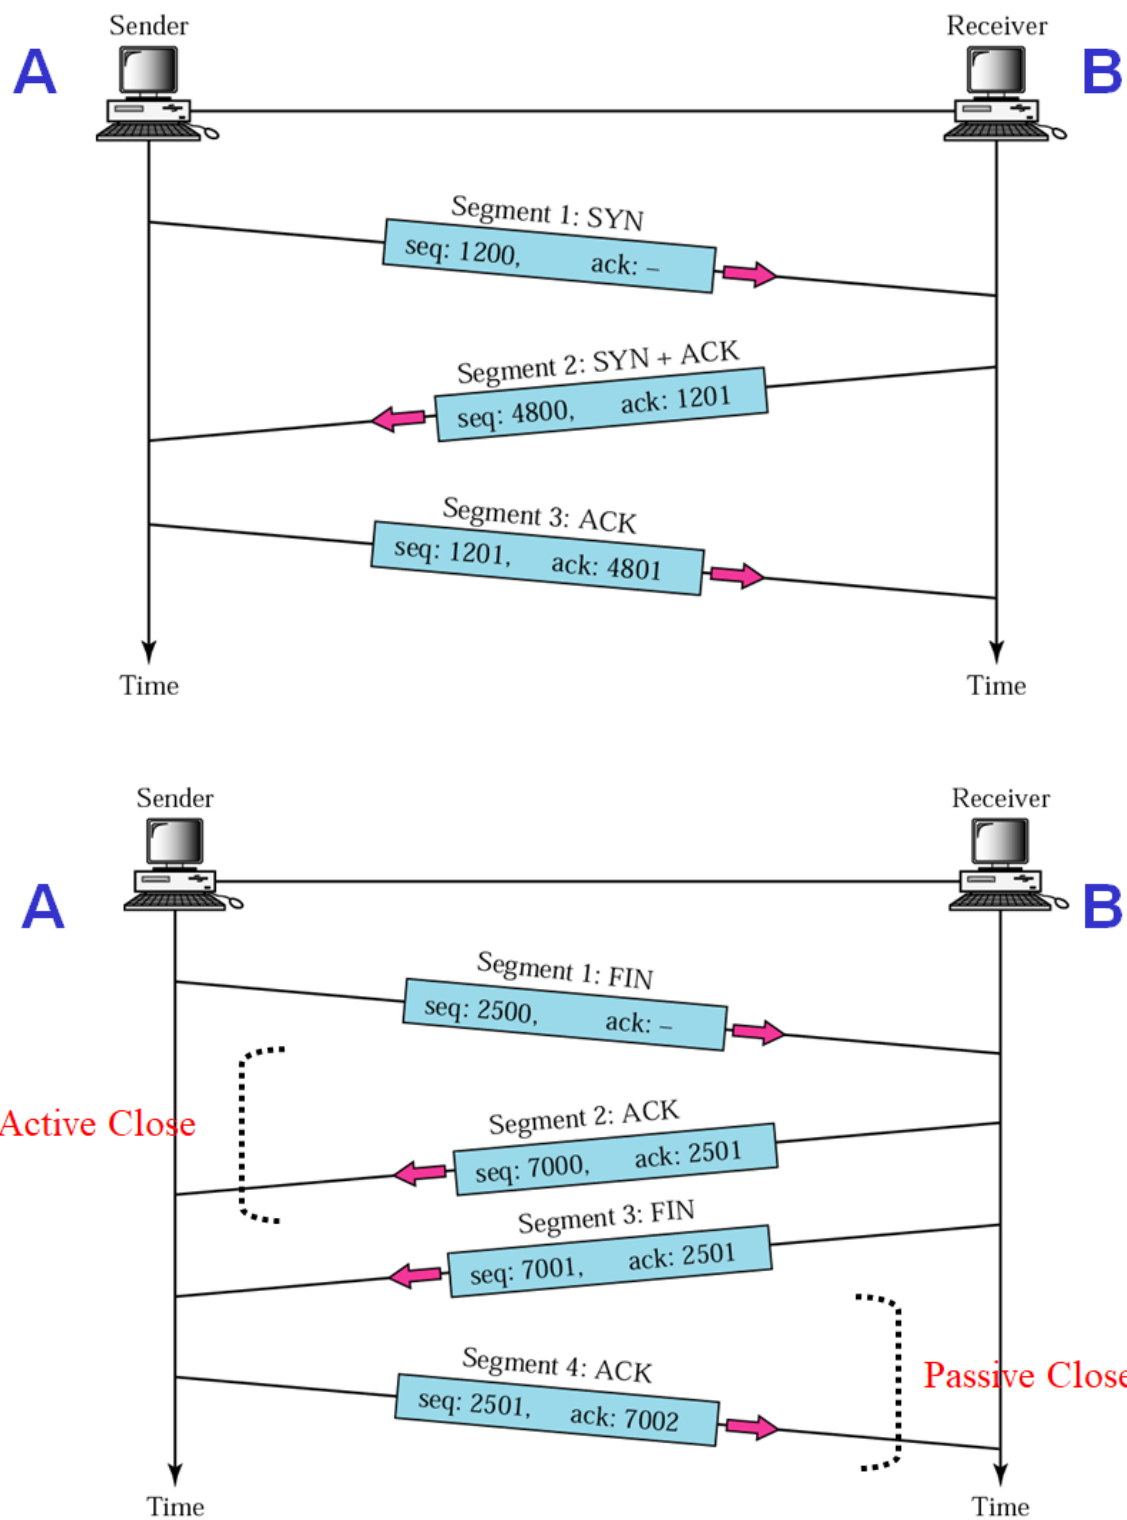 Sender
Receiver
A
B
Segment 1: SYN
seq: 1200, ack: –
Segment 2: SYN + ACK
seq: 4800, ack: 1201
Segment 3: ACK
seq: 1201, ack: 4801
Time
Time
Sender
Receiver
A
B
Segment 1: FIN
seq: 2500, ack: –
Active Close
Segment 2: ACK
seq: 7000, ack: 2501
Segment 3: FIN
seq: 7001, ack: 2501
Segment 4: ACK
Passive Close
seq: 2501, ack: 7002
Time
Time